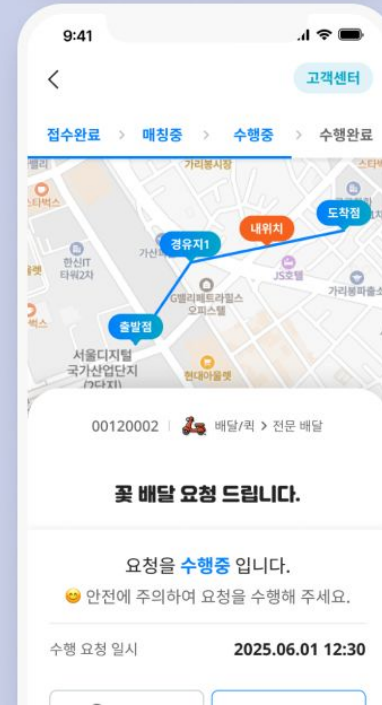 9:41
고객센터
접수완료 > 매칭중 > 수행중 > 수행완료
가리봉시장
도착점
내위치
경유지1
한신IT
타워2차
JS호텔
가리봉파출소
G밸리페트라힐스
오피스텔
출발점
서울디지털
국가산업단지
(2단지)
현대아울렛
00120002 | 배달/퀵 > 전문 배달
꽃 배달 요청 드립니다.
요청을 수행중 입니다.
안전에 주의하여 요청을 수행해 주세요.
수행 요청 일시 2025.06.01 12:30